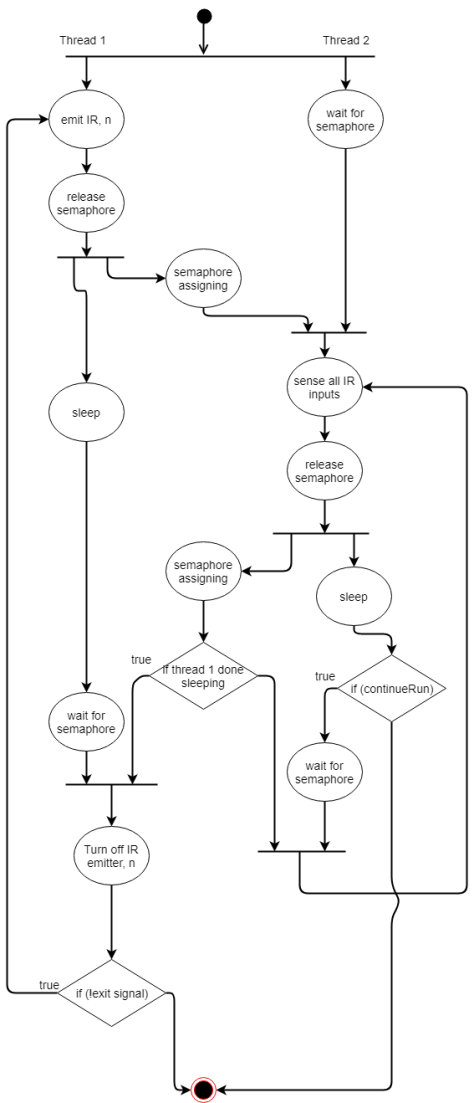 Thread 1
Thread 2
emit IR, n
wait for
semaphore
release
semaphore
semaphore
assigning
sense all IR
inputs
sleep
release
semaphore
semaphore
assigning
sleep
true
if thread 1 done
sleeping
true
if (continueRun)
wait for
semaphore
wait for
semaphore
Turn off IR
emitter, n
true
if (!exit signal)